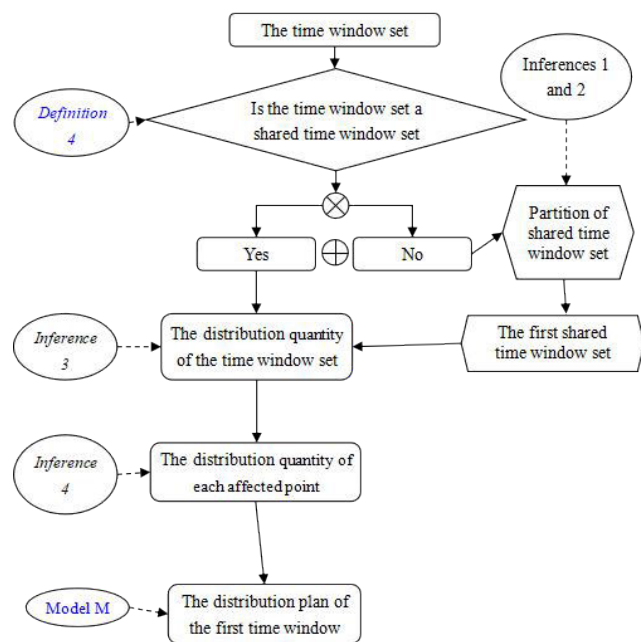 The time window set
Inferences 1
and 2
Is the time window set a
shared time window set
Definition
4
Partition of
shared time
window set
Yes
No
The distribution quantity
of the time window set
The first shared
time window set
Inference
3
The distribution quantity of
each affected point
Inference
4
The distribution plan of
the first time window
Model M